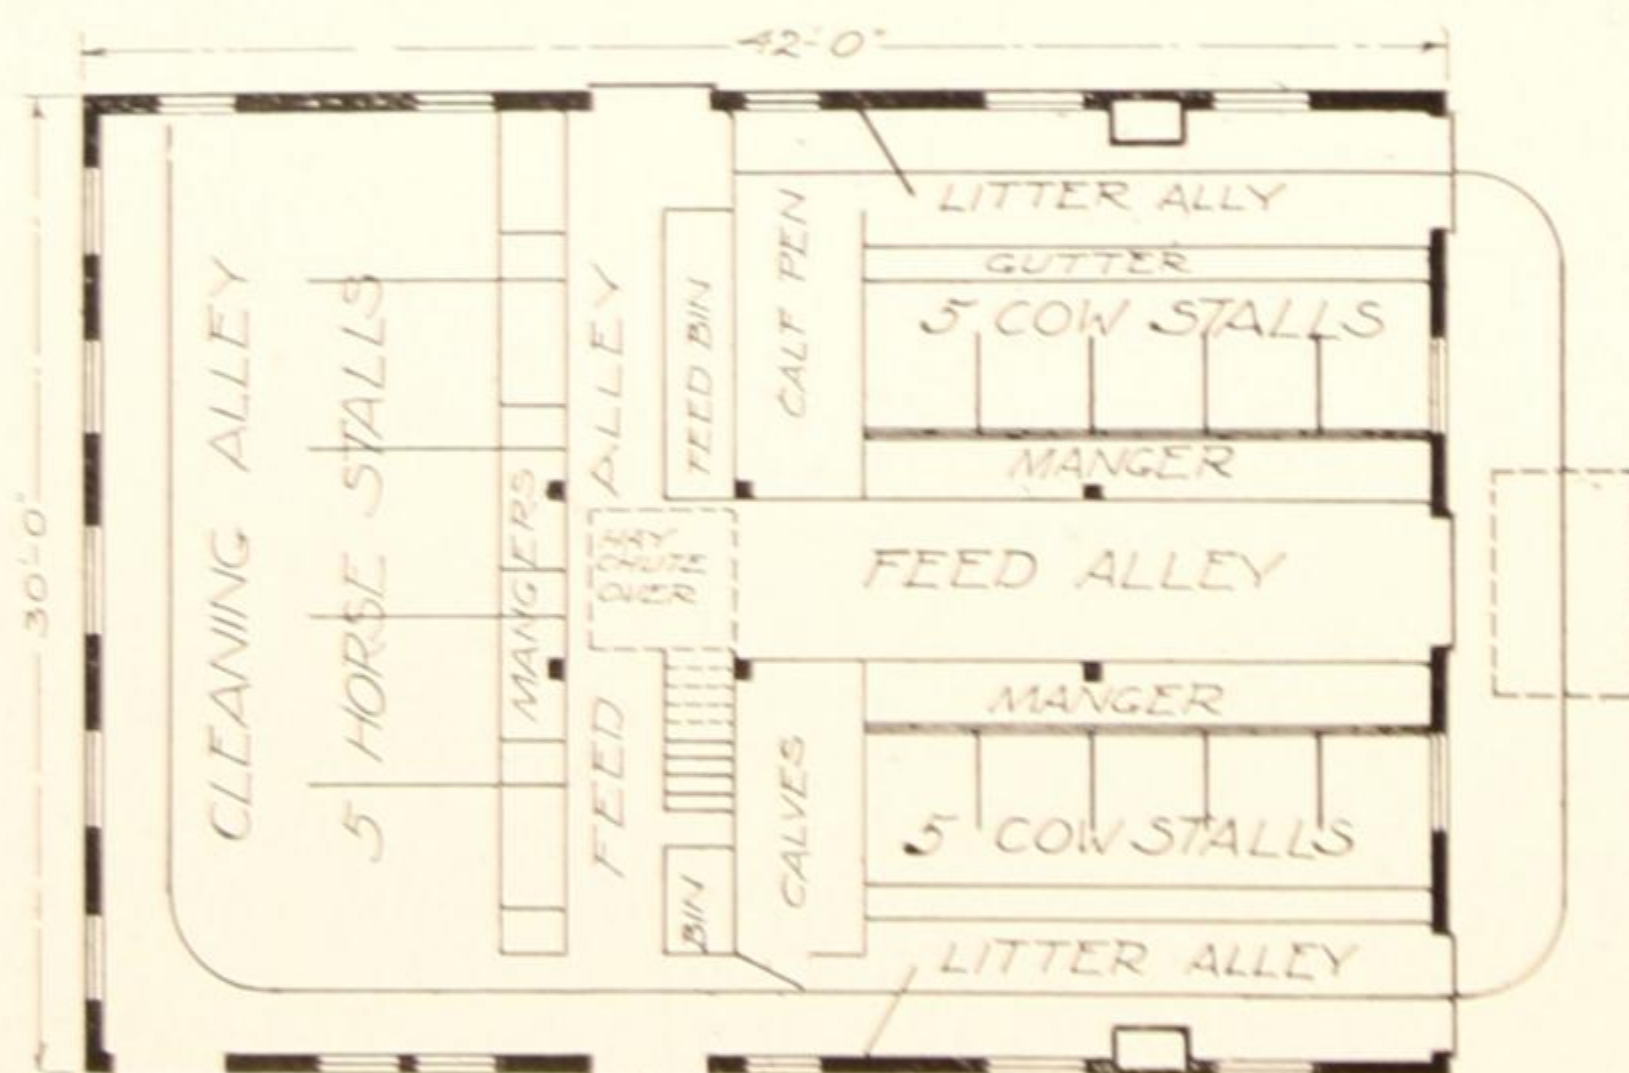 42'-0"
30'-0"
CLEANING ALLEY
5 HORSE STALLS
MANGERS
FEED ALLEY
FEED BIN
HAY
CHUTE
OVER
BIN
CALF PEN
CALVES
LITTER ALLY
GUTTER
5 COW STALLS
MANGER
FEED ALLEY
MANGER
5 COW STALLS
LITTER ALLEY